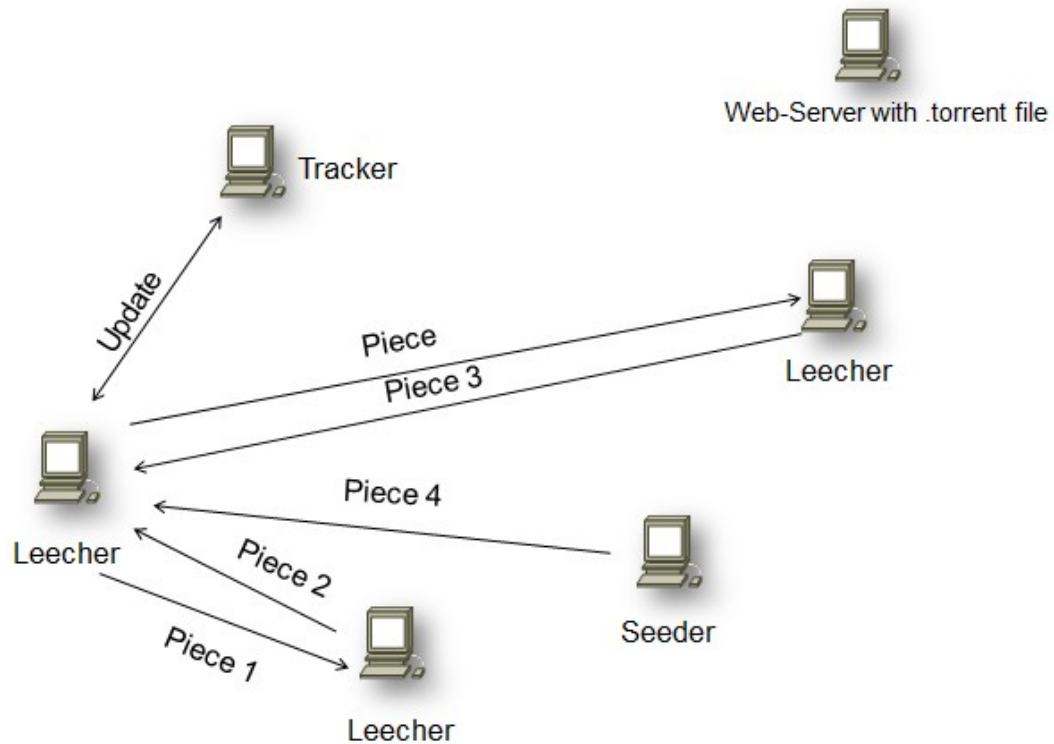 Web-Server with .torrent file
Tracker
Update
Piece
Leecher
Piece 3
Piece 4
Leecher
Piece 2
Seeder
Piece 1
Leecher